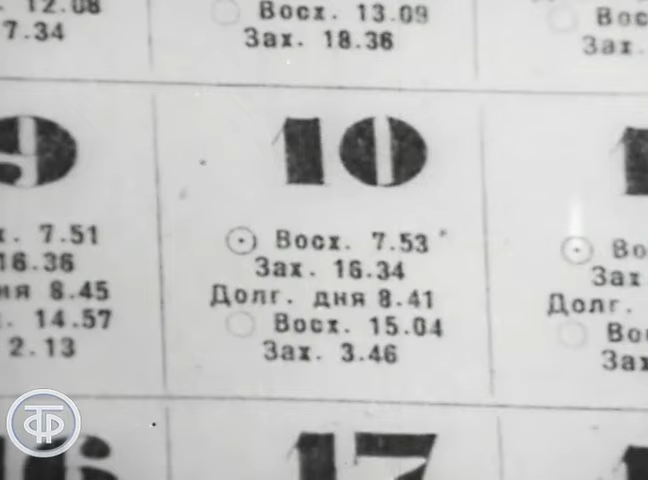 12.08
7.34
Восх. 13.09
Зах. 18.36
Вос
Зах.
9
7.51
16.36
ня 8.45
14.57
2.13
10
Восх. 7.53
Зах. 16.34
Долг. дня 8.41
Восх. 15.04
Зах. 3.46
Во
Зах
Долг.
Во
Зах
16
17
1